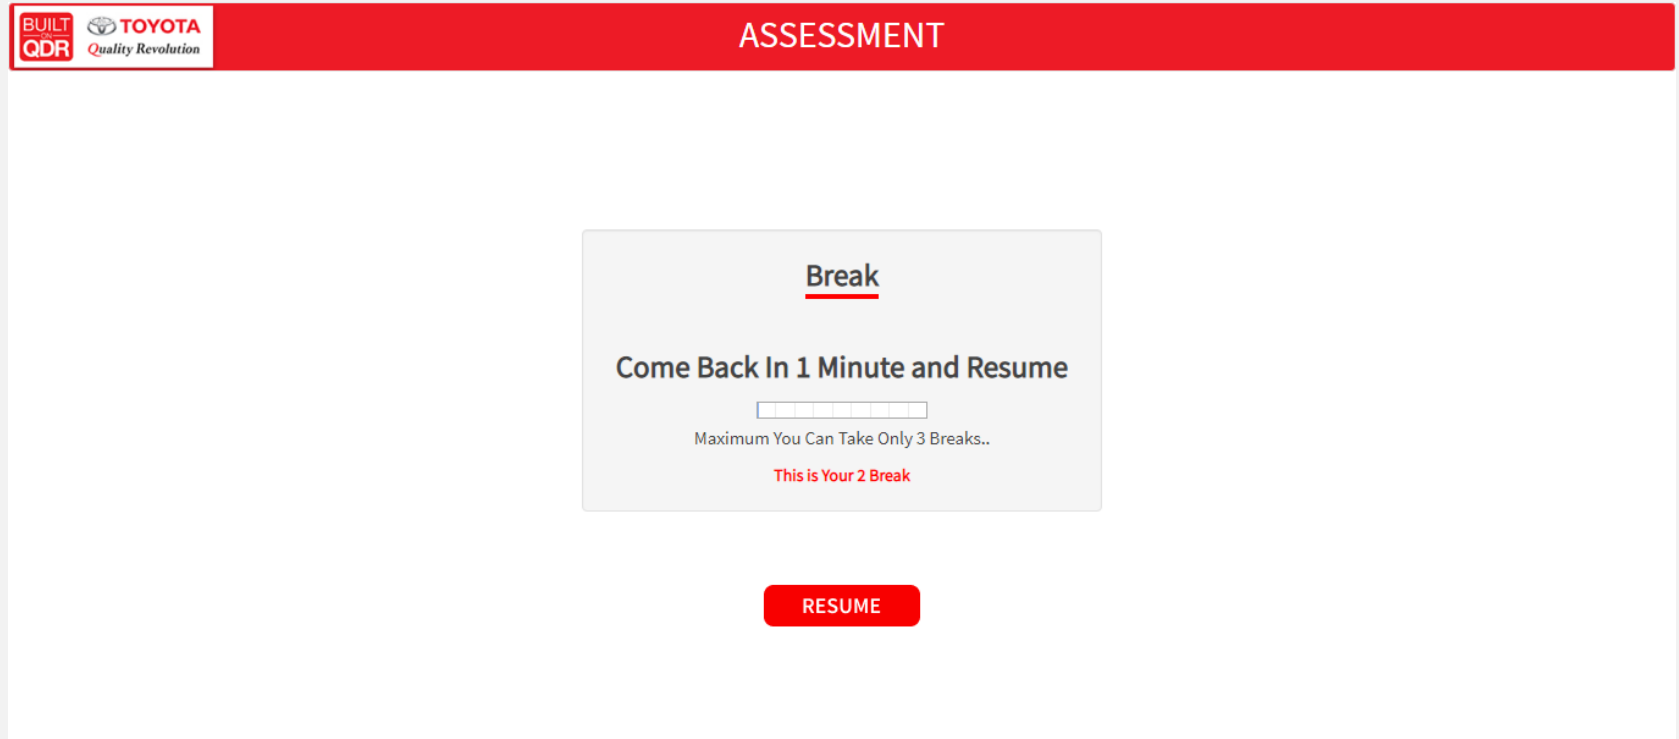 BUILT
ON
QDR
TOYOTA
Quality Revolution
ASSESSMENT
Break
Come Back In 1 Minute and Resume
Maximum You Can Take Only 3 Breaks..
This is Your 2 Break
RESUME